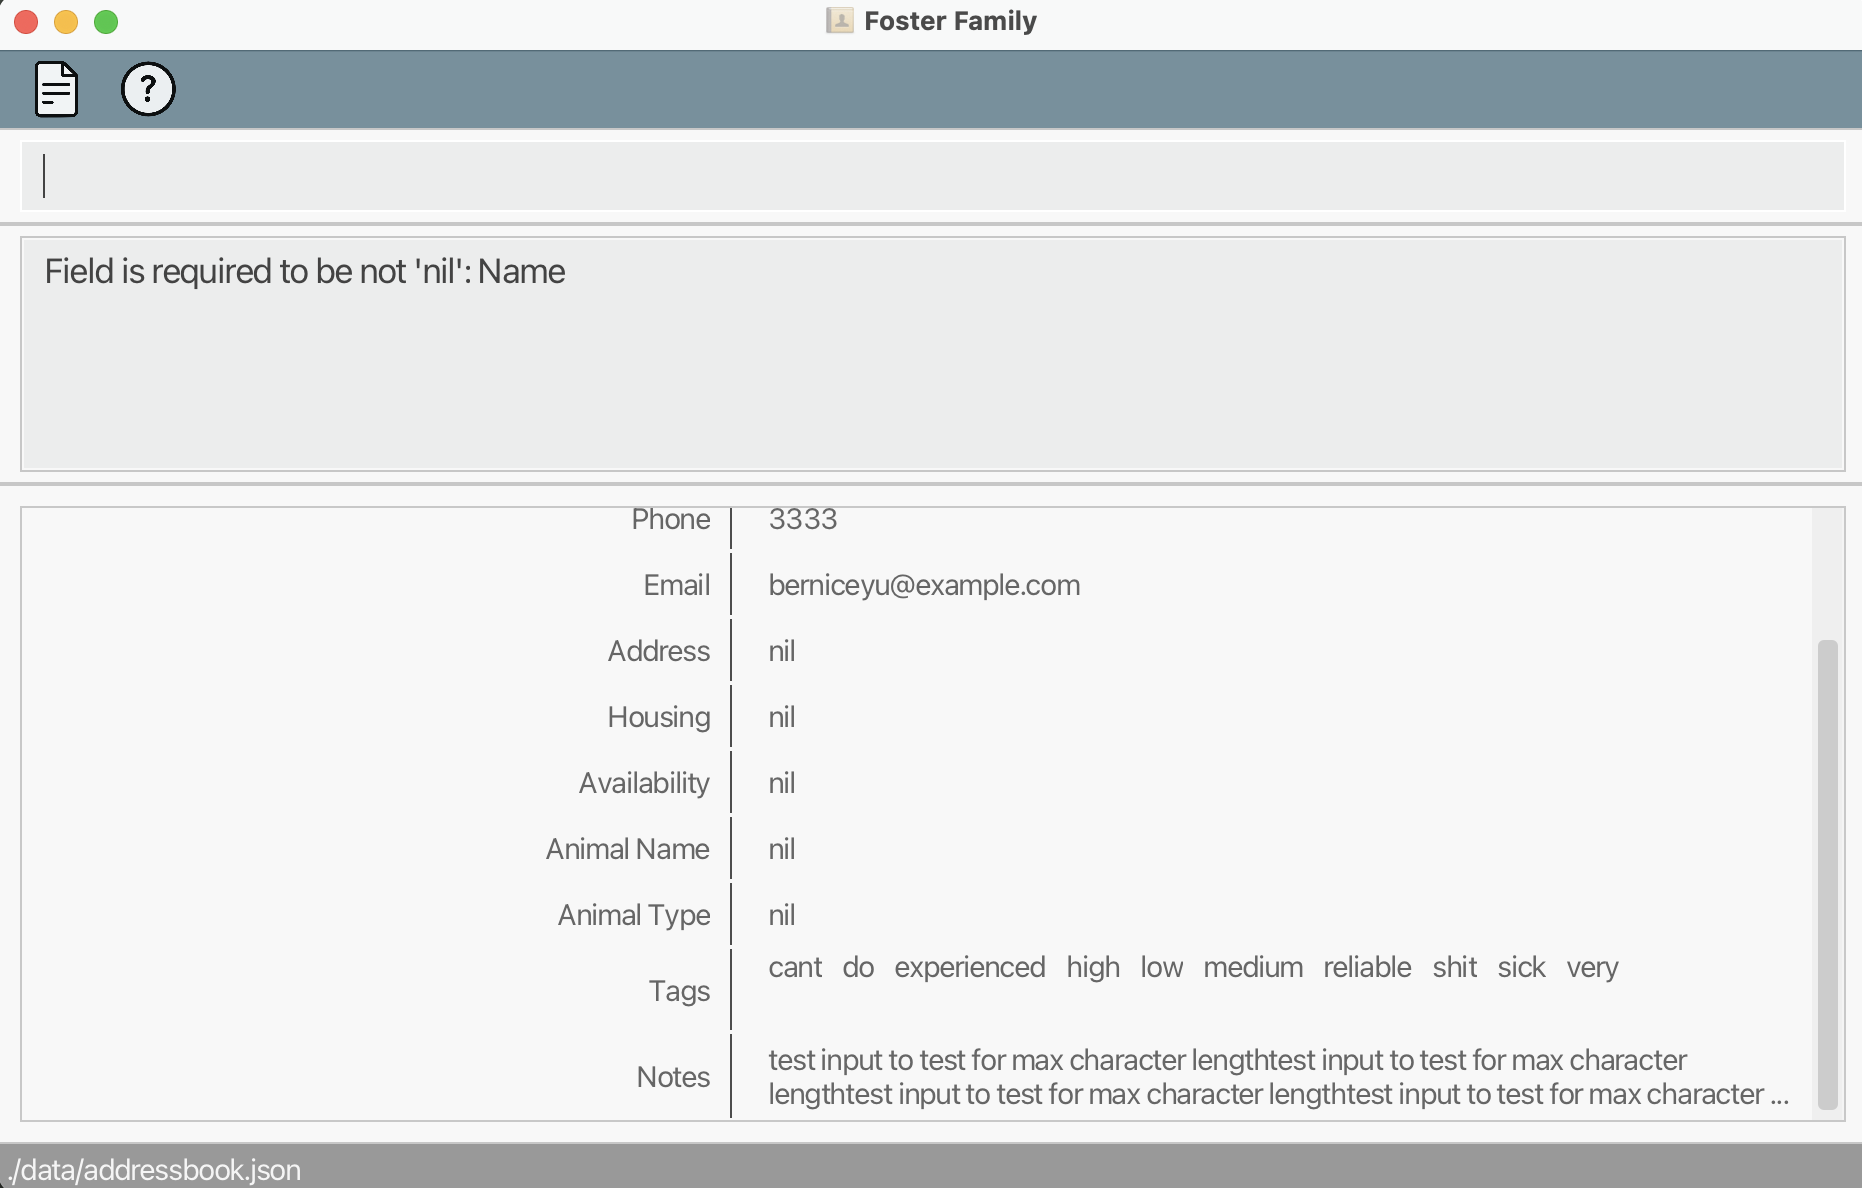 Foster Family
?
Field is required to be not 'nil': Name
Phone 3333
Email berniceyu@example.com
Address nil
Housing nil
Availability nil
Animal Name nil
Animal Type nil
Tags cant do experienced high low medium reliable shit sick very
Notes test input to test for max character lengthtest input to test for max character
lengthtest input to test for max character lengthtest input to test for max character ...
./data/addressbook.json